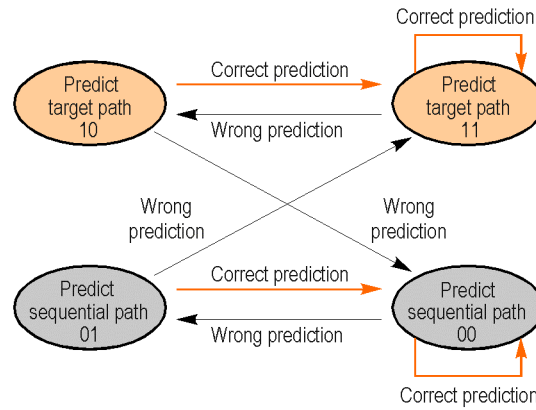 Correct prediction
Predict
target path
10
Correct prediction
Wrong prediction
Predict
target path
11
Wrong
prediction
Wrong
prediction
Predict
sequential path
01
Correct prediction
Wrong prediction
Predict
sequential path
00
Correct prediction